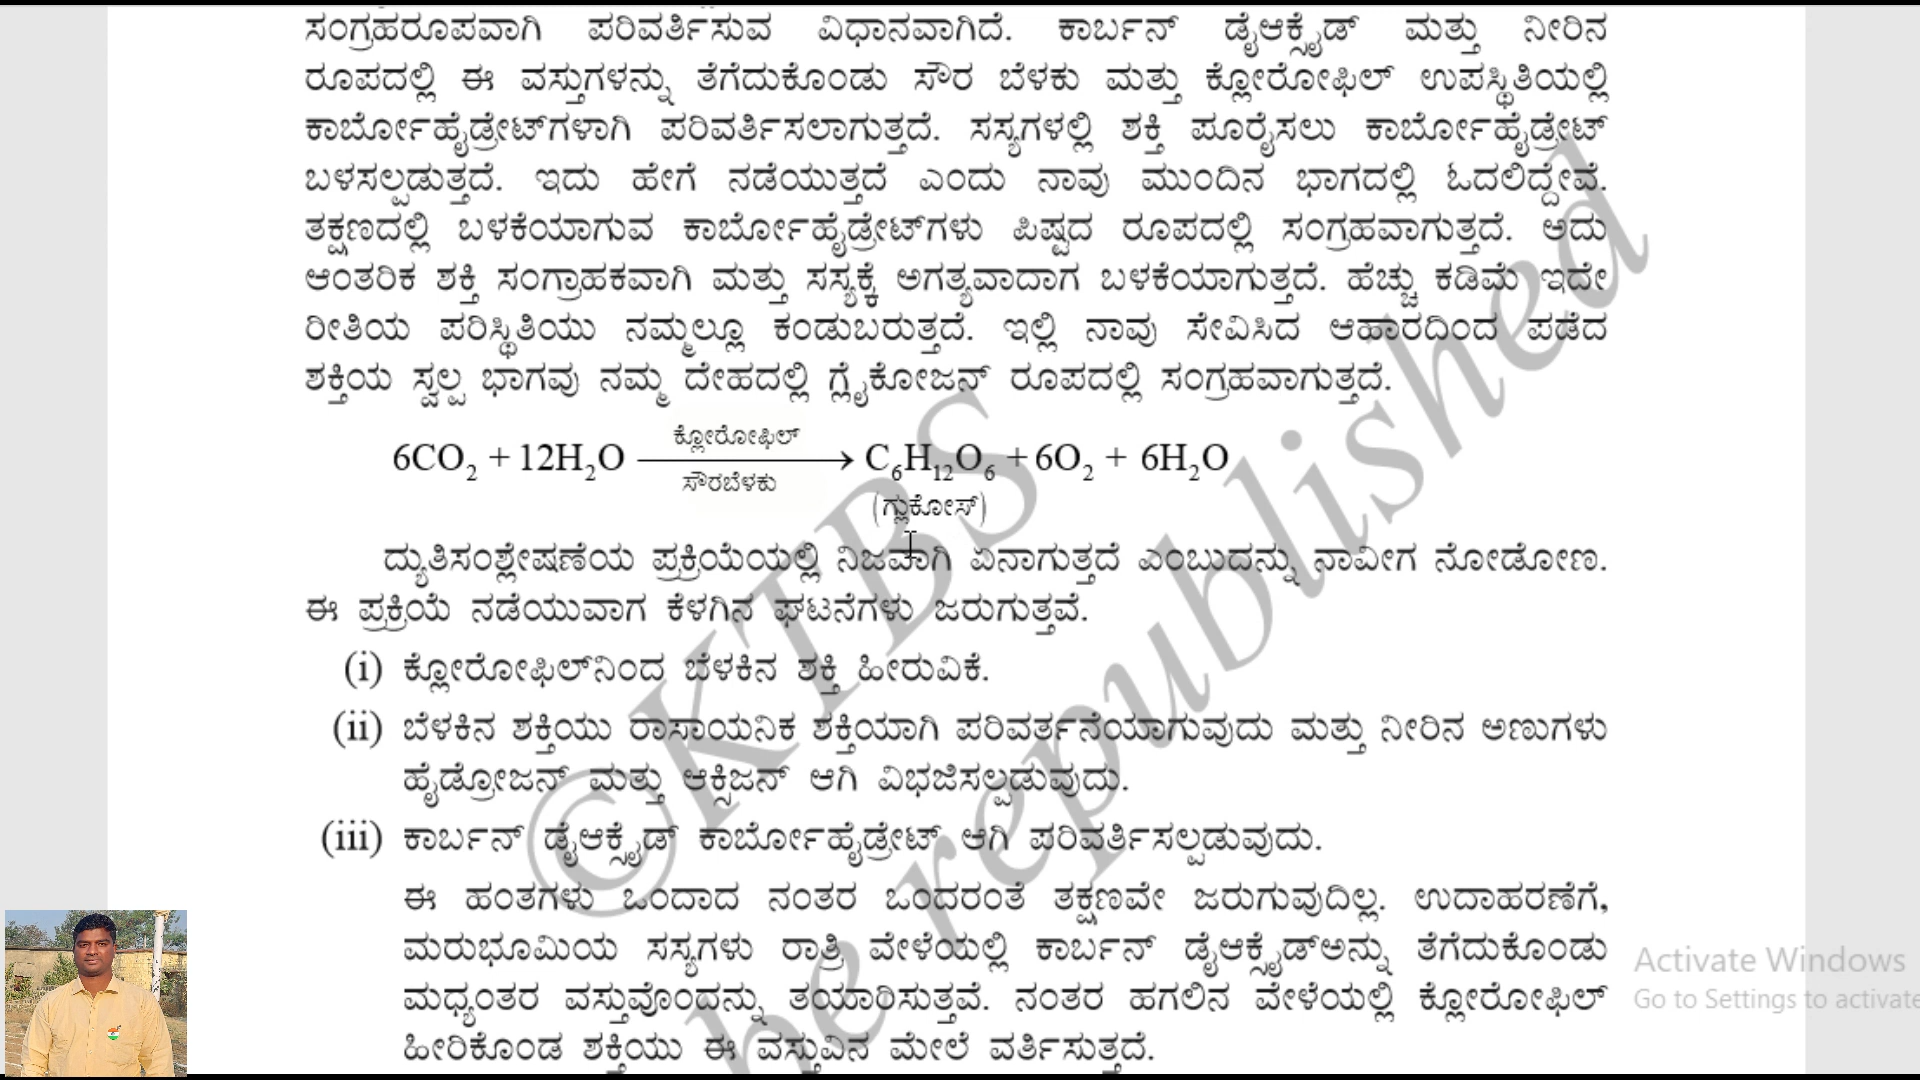 ಸಂಗ್ರಹರೂಪವಾಗಿ ಪರಿವರ್ತಿಸುವ ವಿಧಾನವಾಗಿದೆ. ಕಾರ್ಬನ್ ಡೈಆಕ್ಸೈಡ್ ಮತ್ತು ನೀರಿನ
ರೂಪದಲ್ಲಿ ಈ ವಸ್ತುಗಳನ್ನು ತೆಗೆದುಕೊಂಡು ಸೌರ ಬೆಳಕು ಮತ್ತು ಕ್ಲೋರೋಫಿಲ್ ಉಪಸ್ಥಿತಿಯಲ್ಲಿ
ಕಾರ್ಬೋಹೈಡ್ರೇಟ್‌ಗಳಾಗಿ ಪರಿವರ್ತಿಸಲಾಗುತ್ತದೆ. ಸಸ್ಯಗಳಲ್ಲಿ ಶಕ್ತಿ ಪೂರೈಸಲು ಕಾರ್ಬೋಹೈಡ್ರೇಟ್
ಬಳಸಲ್ಪಡುತ್ತದೆ. ಇದು ಹೇಗೆ ನಡೆಯುತ್ತದೆ ಎಂದು ನಾವು ಮುಂದಿನ ಭಾಗದಲ್ಲಿ ಓದಲಿದ್ದೇವೆ.
ತಕ್ಷಣದಲ್ಲಿ ಬಳಕೆಯಾಗುವ ಕಾರ್ಬೋಹೈಡ್ರೇಟ್‌ಗಳು ಪಿಷ್ಟದ ರೂಪದಲ್ಲಿ ಸಂಗ್ರಹವಾಗುತ್ತದೆ. ಅದು
ಆಂತರಿಕ ಶಕ್ತಿ ಸಂಗ್ರಾಹಕವಾಗಿ ಮತ್ತು ಸಸ್ಯಕ್ಕೆ ಅಗತ್ಯವಾದಾಗ ಬಳಕೆಯಾಗುತ್ತದೆ. ಹೆಚ್ಚು ಕಡಿಮೆ ಇದೇ
ರೀತಿಯ ಪರಿಸ್ಥಿತಿಯು ನಮ್ಮಲ್ಲೂ ಕಂಡುಬರುತ್ತದೆ. ಇಲ್ಲಿ ನಾವು ಸೇವಿಸಿದ ಆಹಾರದಿಂದ ಪಡೆದ
ಶಕ್ತಿಯ ಸ್ವಲ್ಪ ಭಾಗವು ನಮ್ಮ ದೇಹದಲ್ಲಿ ಗ್ಲೈಕೋಜನ್ ರೂಪದಲ್ಲಿ ಸಂಗ್ರಹವಾಗುತ್ತದೆ.
ಕ್ಲೋರೋಫಿಲ್
6CO₂ + 12H₂O ⟶ C₆H₁₂O₆ + 6O₂ + 6H₂O
ಸೌರಬೆಳಕು
(ಗ್ಲುಕೋಸ್)
ದ್ಯುತಿಸಂಶ್ಲೇಷಣೆಯ ಪ್ರಕ್ರಿಯೆಯಲ್ಲಿ ನಿಜವಾಗಿ ಏನಾಗುತ್ತದೆ ಎಂಬುದನ್ನು ನಾವೀಗ ನೋಡೋಣ.
ಈ ಪ್ರಕ್ರಿಯೆ ನಡೆಯುವಾಗ ಕೆಳಗಿನ ಘಟನೆಗಳು ಜರುಗುತ್ತವೆ.
(i) ಕ್ಲೋರೋಫಿಲ್‌ನಿಂದ ಬೆಳಕಿನ ಶಕ್ತಿ ಹೀರುವಿಕೆ.
(ii) ಬೆಳಕಿನ ಶಕ್ತಿಯು ರಾಸಾಯನಿಕ ಶಕ್ತಿಯಾಗಿ ಪರಿವರ್ತನೆಯಾಗುವುದು ಮತ್ತು ನೀರಿನ ಅಣುಗಳು
ಹೈಡ್ರೋಜನ್ ಮತ್ತು ಆಕ್ಸಿಜನ್ ಆಗಿ ವಿಭಜಿಸಲ್ಪಡುವುದು.
(iii) ಕಾರ್ಬನ್ ಡೈಆಕ್ಸೈಡ್ ಕಾರ್ಬೋಹೈಡ್ರೇಟ್ ಆಗಿ ಪರಿವರ್ತಿಸಲ್ಪಡುವುದು.
ಈ ಹಂತಗಳು ಒಂದಾದ ನಂತರ ಒಂದರಂತೆ ತಕ್ಷಣವೇ ಜರುಗುವುದಿಲ್ಲ. ಉದಾಹರಣೆಗೆ,
ಮರುಭೂಮಿಯ ಸಸ್ಯಗಳು ರಾತ್ರಿ ವೇಳೆಯಲ್ಲಿ ಕಾರ್ಬನ್ ಡೈಆಕ್ಸೈಡ್‌ಅನ್ನು ತೆಗೆದುಕೊಂಡು
ಮಧ್ಯಂತರ ವಸ್ತುವೊಂದನ್ನು ತಯಾರಿಸುತ್ತವೆ. ನಂತರ ಹಗಲಿನ ವೇಳೆಯಲ್ಲಿ ಕ್ಲೋರೋಫಿಲ್
ಹೀರಿಕೊಂಡ ಶಕ್ತಿಯು ಈ ವಸ್ತುವಿನ ಮೇಲೆ ವರ್ತಿಸುತ್ತದೆ.
©KTBS
be republished
Activate Windows
Go to Settings to activate